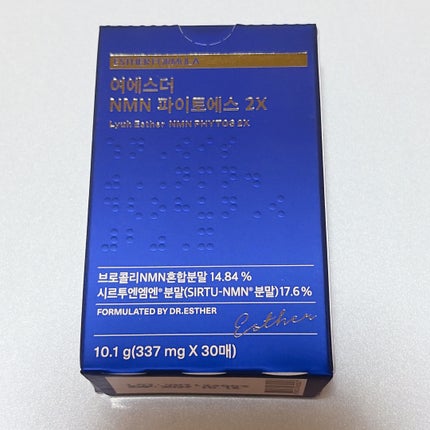 ESTHER FORMULA
여에스더
NMN 파이토에스 2X
Lyuh Esther NMN PHYTOS 2X
브로콜리NMN혼합분말 14.84 %
시르투엔엠엔®분말(SIRTU-NMN®분말)17.6 %
FORMULATED BY DR.ESTHER
Esther
10.1 g(337 mg X 30매)